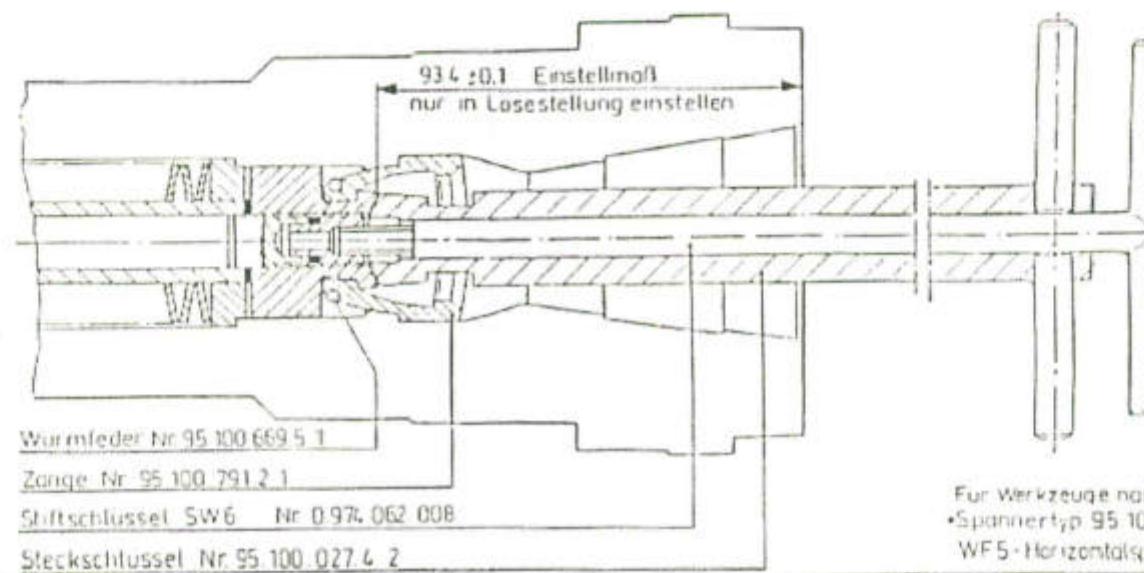 93.4 ±0.1 Einstellmaß
nur in Lösestellung einstellen
Wurmfeder Nr. 95.100.669.5 1
Zange Nr. 95.100.791.2.1
Stiftschlüssel SW6 Nr. 0.974.062.008
Steckschlüssel Nr. 95.100.027.4 2
Für Werkzeuge
•Spannertyp 95.10
WF5-